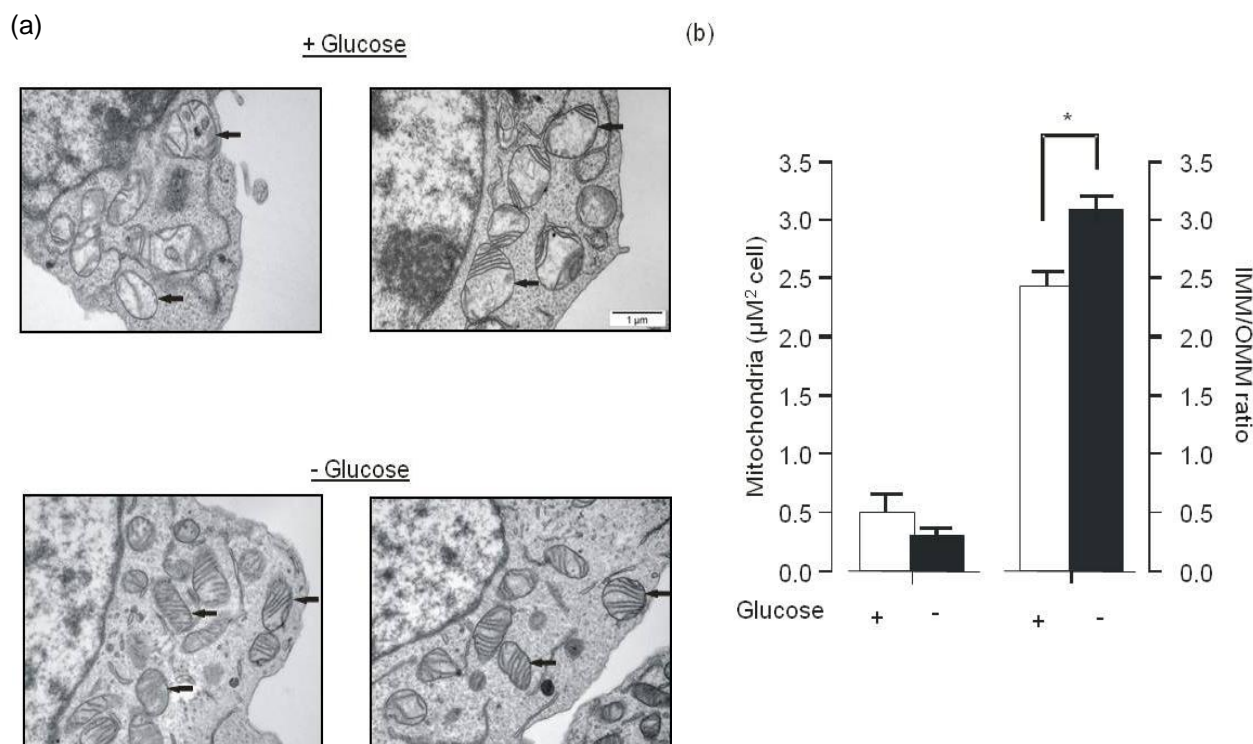 (a)
+ Glucose
1 µm
- Glucose
(b)
*
Mitochondria (µM² cell)
3.5
3.0
2.5
2.0
1.5
1.0
0.5
0.0
3.5
3.0
2.5
2.0
1.5
1.0
0.5
0.0
IMM/OMM ratio
Glucose + - + -